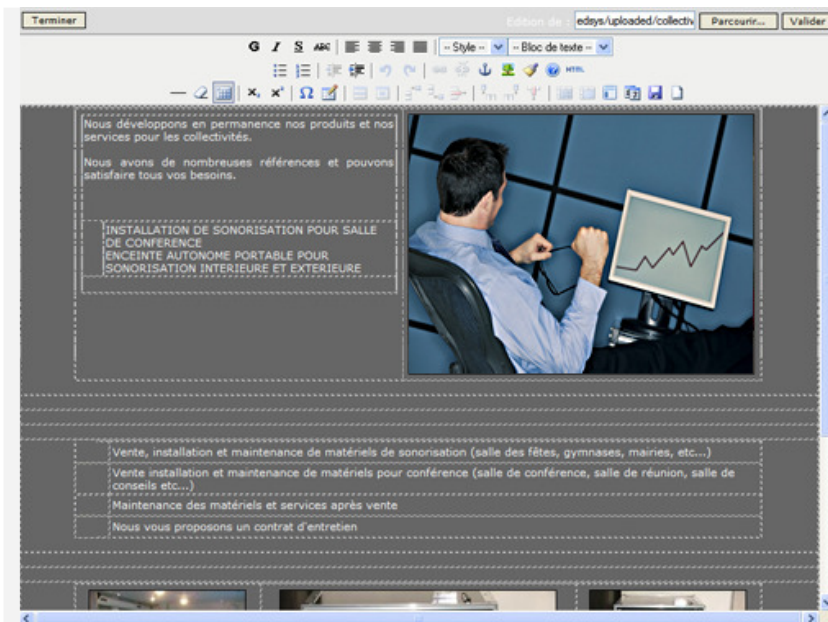 Terminer
Edition de : edsys/uploaded/collectiv Parcourir... Valider
G I S ABC -- Style -- -- Bloc de texte --
HTML
x₂ x² Ω
Nous développons en permanence nos produits et nos
services pour les collectivités.
Nous avons de nombreuses références et pouvons
satisfaire tous vos besoins.
INSTALLATION DE SONORISATION POUR SALLE
DE CONFERENCE
ENCEINTE AUTONOME PORTABLE POUR
SONORISATION INTERIEURE ET EXTERIEURE
Vente, installation et maintenance de matériels de sonorisation (salle des fêtes, gymnases, mairies, etc...)
Vente installation et maintenance de matériels pour conférence (salle de conférence, salle de réunion, salle de
conseils etc...)
Maintenance des matériels et services après vente
Nous vous proposons un contrat d'entretien